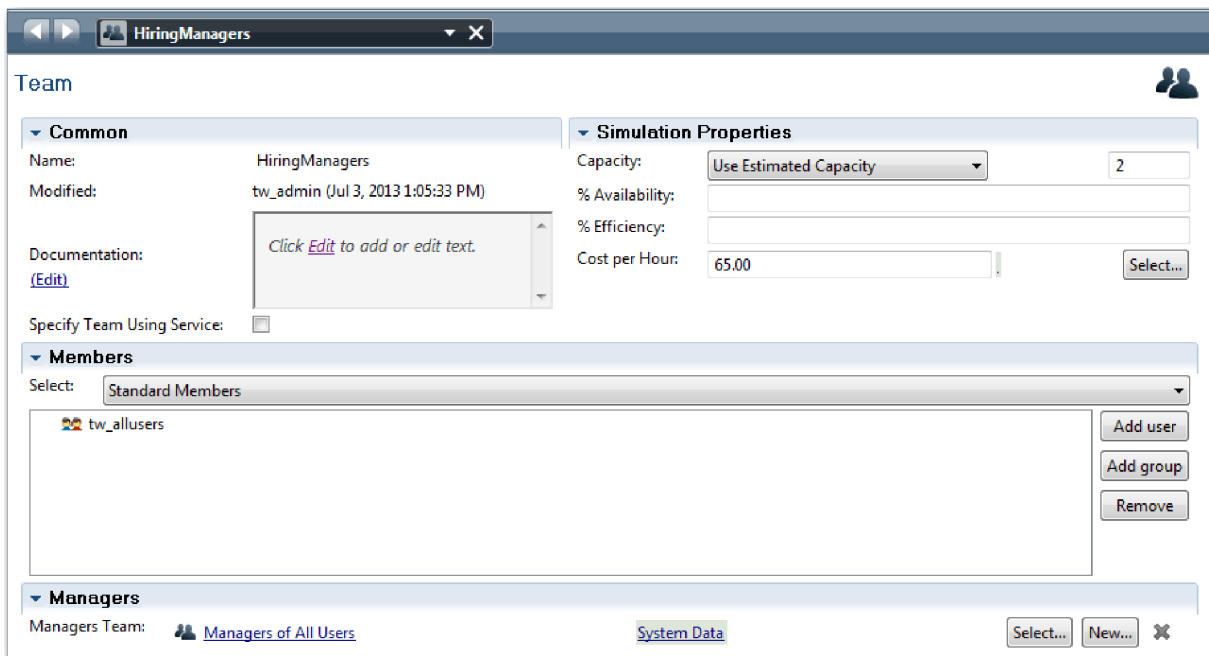 HiringManagers
Team
Common
Name: HiringManagers
Modified: tw_admin (Jul 3, 2013 1:05:33 PM)
Documentation:
(Edit)
Click Edit to add or edit text.
Specify Team Using Service:
Simulation Properties
Capacity: Use Estimated Capacity 2
% Availability:
% Efficiency:
Cost per Hour: 65.00 . Select...
Members
Select: Standard Members
tw_allusers
Add user
Add group
Remove
Managers
Managers Team: Managers of All Users System Data Select... New...